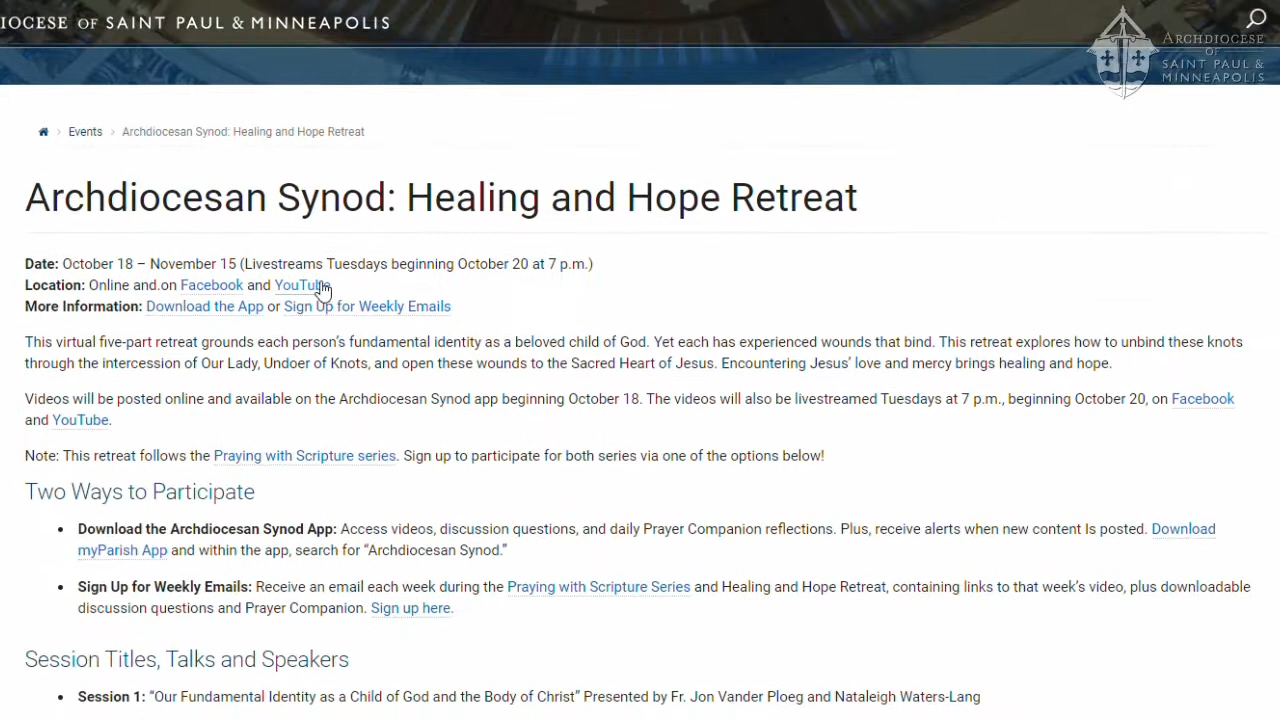 IOCESE OF SAINT PAUL & MINNEAPOLIS
ARCHDIOCESE
OF
SAINT PAUL &
MINNEAPOLIS
Events
Archdiocesan Synod: Healing and Hope Retreat
Archdiocesan Synod: Healing and Hope Retreat
Date: October 18 – November 15 (Livestreams Tuesdays beginning October 20 at 7 p.m.)
Location: Online and.on Facebook and YouTube
More Information: Download the App or Sign Up for Weekly Emails
This virtual five-part retreat grounds each person’s fundamental identity as a beloved child of God. Yet each has experienced wounds that bind. This retreat explores how to unbind these knots
through the intercession of Our Lady, Undoer of Knots, and open these wounds to the Sacred Heart of Jesus. Encountering Jesus’ love and mercy brings healing and hope.
Videos will be posted online and available on the Archdiocesan Synod app beginning October 18. The videos will also be livestreamed Tuesdays at 7 p.m., beginning October 20, on Facebook
and YouTube.
Note: This retreat follows the Praying with Scripture series. Sign up to participate for both series via one of the options below!
Two Ways to Participate
• Download the Archdiocesan Synod App: Access videos, discussion questions, and daily Prayer Companion reflections. Plus, receive alerts when new content Is posted. Download
myParish App and within the app, search for “Archdiocesan Synod.”
• Sign Up for Weekly Emails: Receive an email each week during the Praying with Scripture Series and Healing and Hope Retreat, containing links to that week’s video, plus downloadable
discussion questions and Prayer Companion. Sign up here.
Session Titles, Talks and Speakers
• Session 1: “Our Fundamental Identity as a Child of God and the Body of Christ” Presented by Fr. Jon Vander Ploeg and Nataleigh Waters-Lang